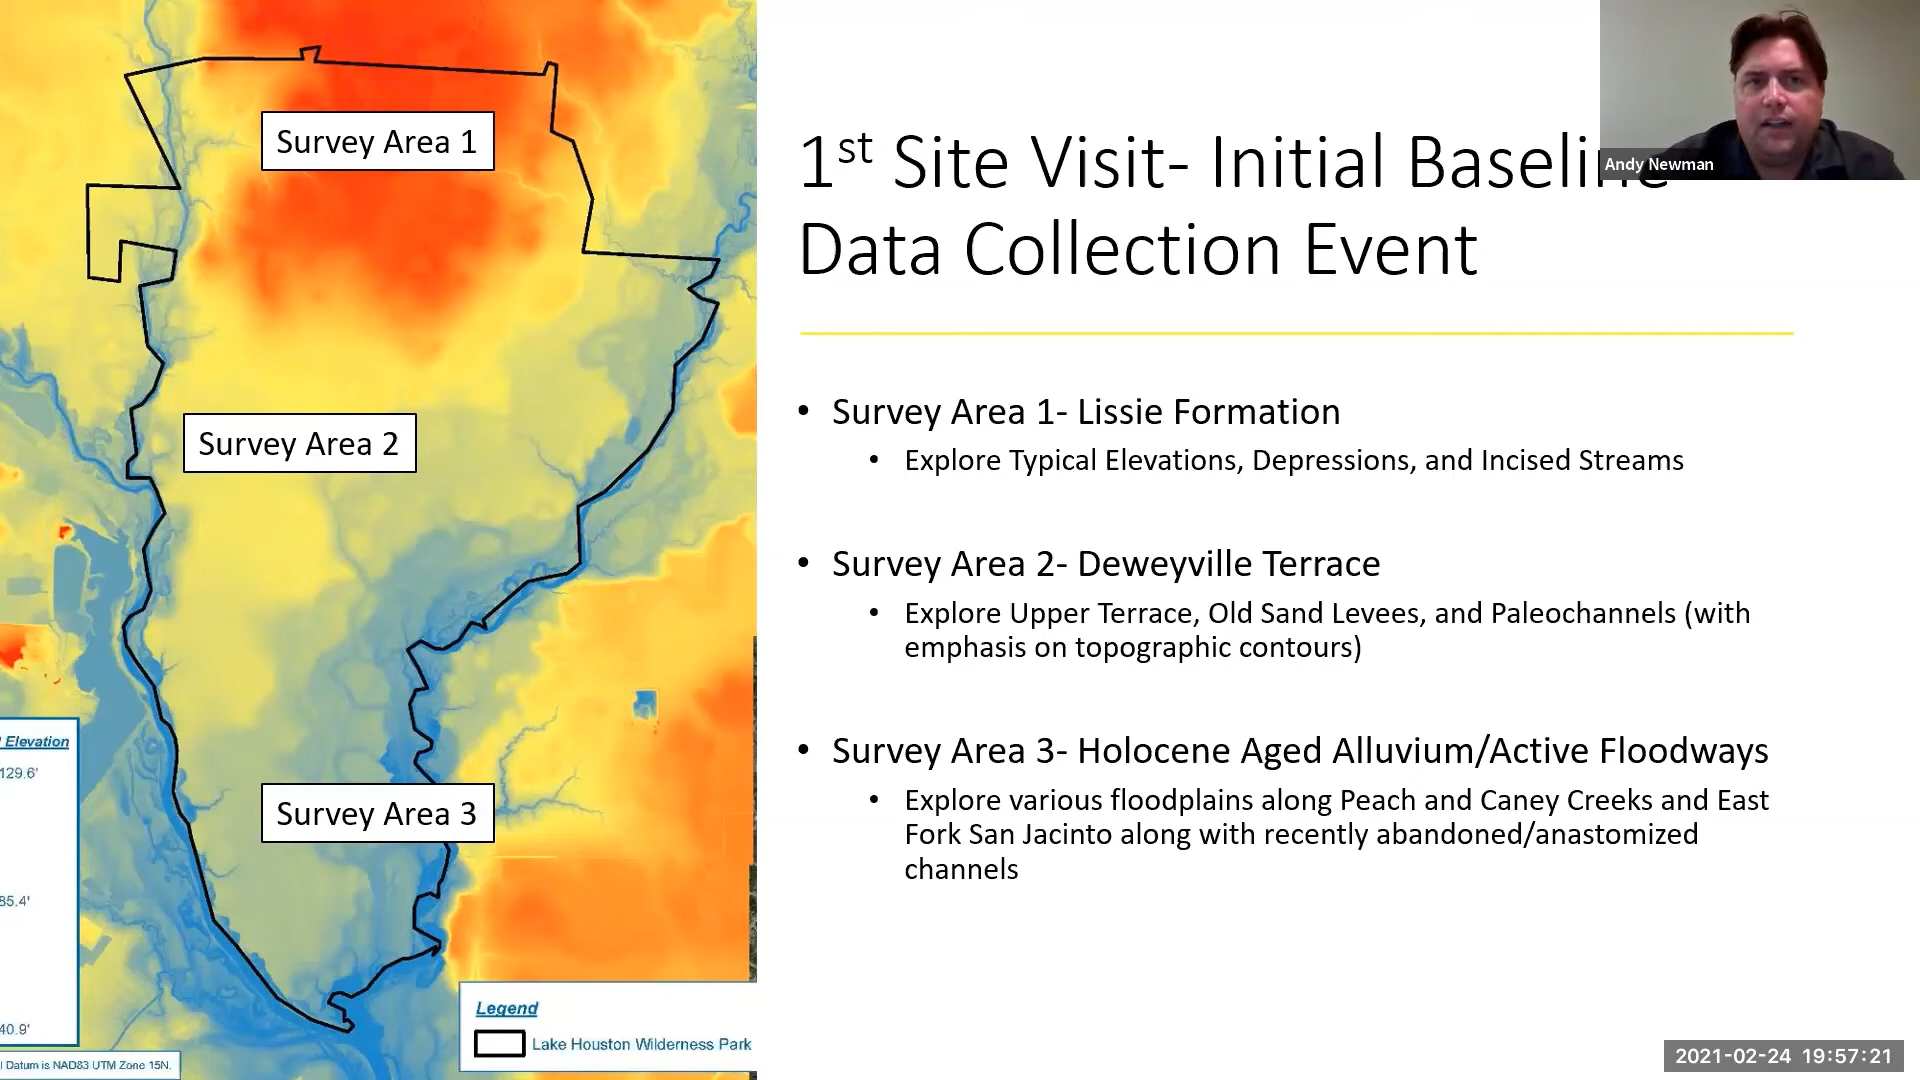 Survey Area 1
Survey Area 2
Survey Area 3
Elevation
129.6'
85.4'
40.9'
Datum is NAD83 UTM Zone 15N.
Legend
Lake Houston Wilderness Park
1st Site Visit- Initial Baseline
Data Collection Event
• Survey Area 1- Lissie Formation
• Explore Typical Elevations, Depressions, and Incised Streams
• Survey Area 2- Deweyville Terrace
• Explore Upper Terrace, Old Sand Levees, and Paleochannels (with
emphasis on topographic contours)
• Survey Area 3- Holocene Aged Alluvium/Active Floodways
• Explore various floodplains along Peach and Caney Creeks and East
Fork San Jacinto along with recently abandoned/anastomized
channels
Andy Newman
2021-02-24 19:57:21